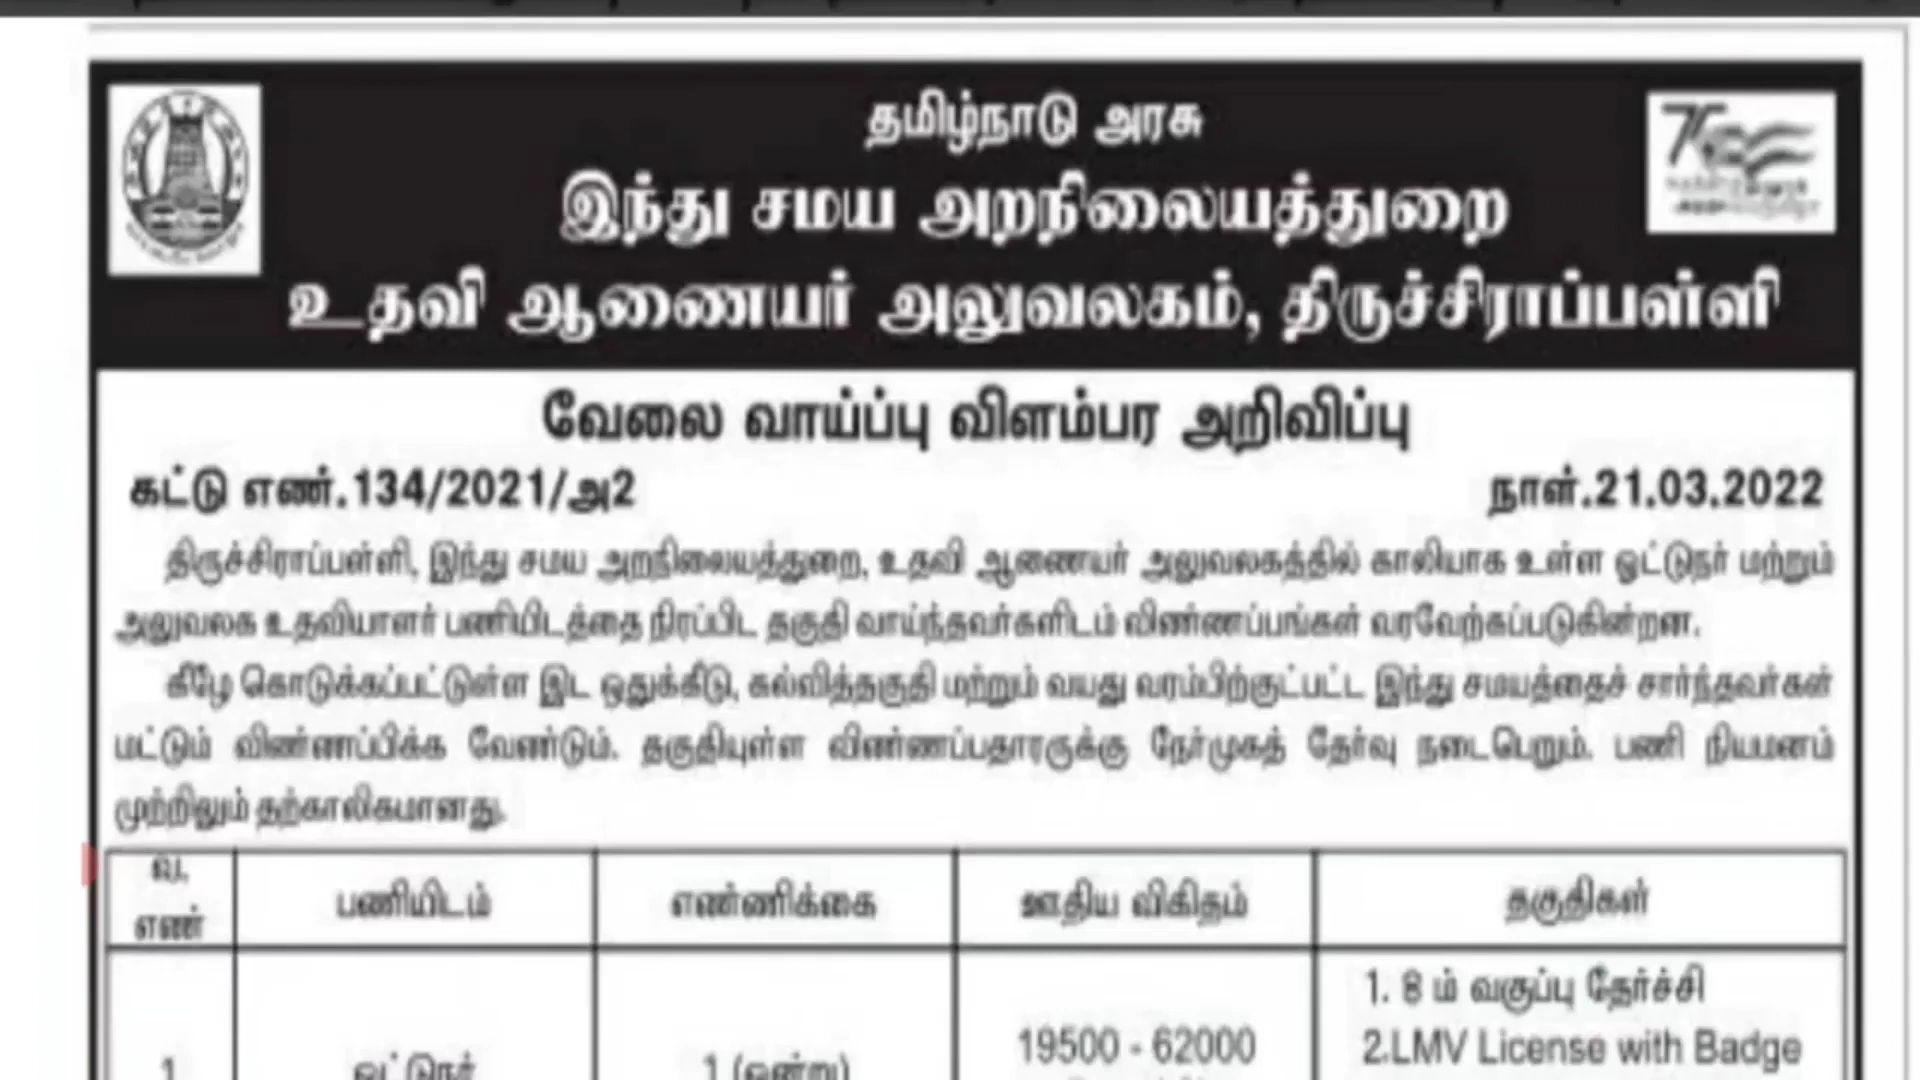 தமிழ்நாடு அரசு
இந்து சமய அறநிலையத்துறை
உதவி ஆணையர் அலுவலகம், திருச்சிராப்பள்ளி
வேலை வாய்ப்பு விளம்பர அறிவிப்பு
கட்டு எண்.134/2021/அ2 நாள்.21.03.2022
திருச்சிராப்பள்ளி, இந்து சமய அறநிலையத்துறை, உதவி ஆணையர் அலுவலகத்தில் காலியாக உள்ள ஓட்டுநர் மற்றும்
அலுவலக உதவியாளர் பணியிடத்தை நிரப்பிட தகுதி வாய்ந்தவர்களிடம் விண்ணப்பங்கள் வரவேற்கப்படுகின்றன.
கீழே கொடுக்கப்பட்டுள்ள இட ஒதுக்கீடு, கல்வித்தகுதி மற்றும் வயது வரம்பிற்குட்பட்ட இந்து சமயத்தைச் சார்ந்தவர்கள்
மட்டும் விண்ணப்பிக்க வேண்டும். தகுதியுள்ள விண்ணப்பதாரருக்கு நேர்முகத் தேர்வு நடைபெறும். பணி நியமனம்
முற்றிலும் தற்காலிகமானது.
வ.
எண் பணியிடம் எண்ணிக்கை ஊதிய விகிதம் தகுதிகள்
1. 8 ம் வகுப்பு தேர்ச்சி
19500 - 62000 2.LMV License with Badge
1 ஓட்டுநர் 1 (ஒன்று)